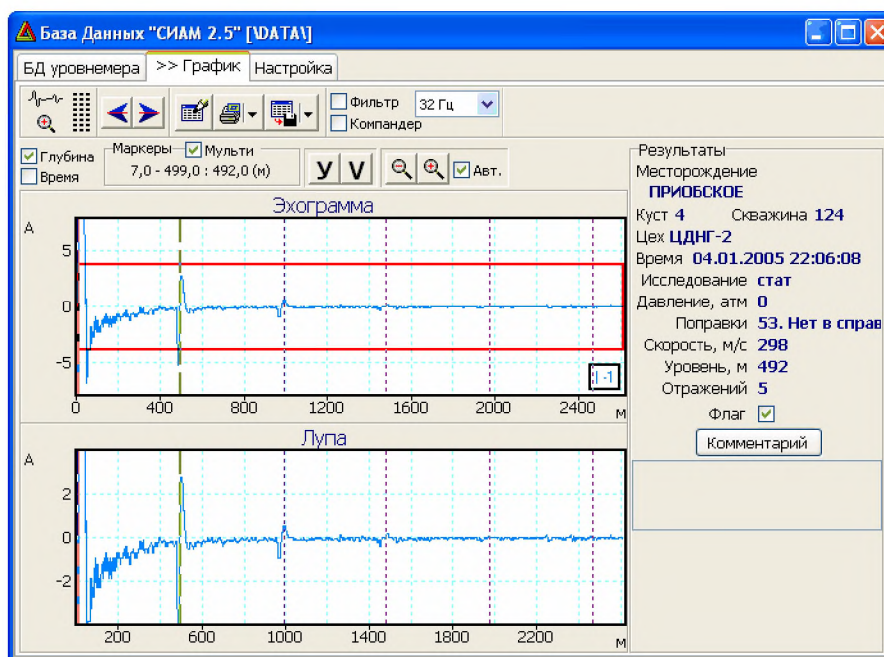 База Данных "СИАМ 2.5" [\DATA\]
БД уровнемера >> График Настройка
Фильтр 32 Гц
Компандер
Глубина
Время
Маркеры Мульти
7,0 - 499,0 : 492,0 (м)
У V
Авт.
Эхограмма
А
5
0
-5
I -1
0 400 800 1200 1600 2000 2400 м
Лупа
А
2
0
-2
200 600 1000 1400 1800 2200 м
Результаты
Месторождение
ПРИОБСКОЕ
Куст 4 Скважина 124
Цех ЦДНГ-2
Время 04.01.2005 22:06:08
Исследование стат
Давление, атм 0
Поправки 53. Нет в справ
Скорость, м/с 298
Уровень, м 492
Отражений 5
Флаг
Комментарий